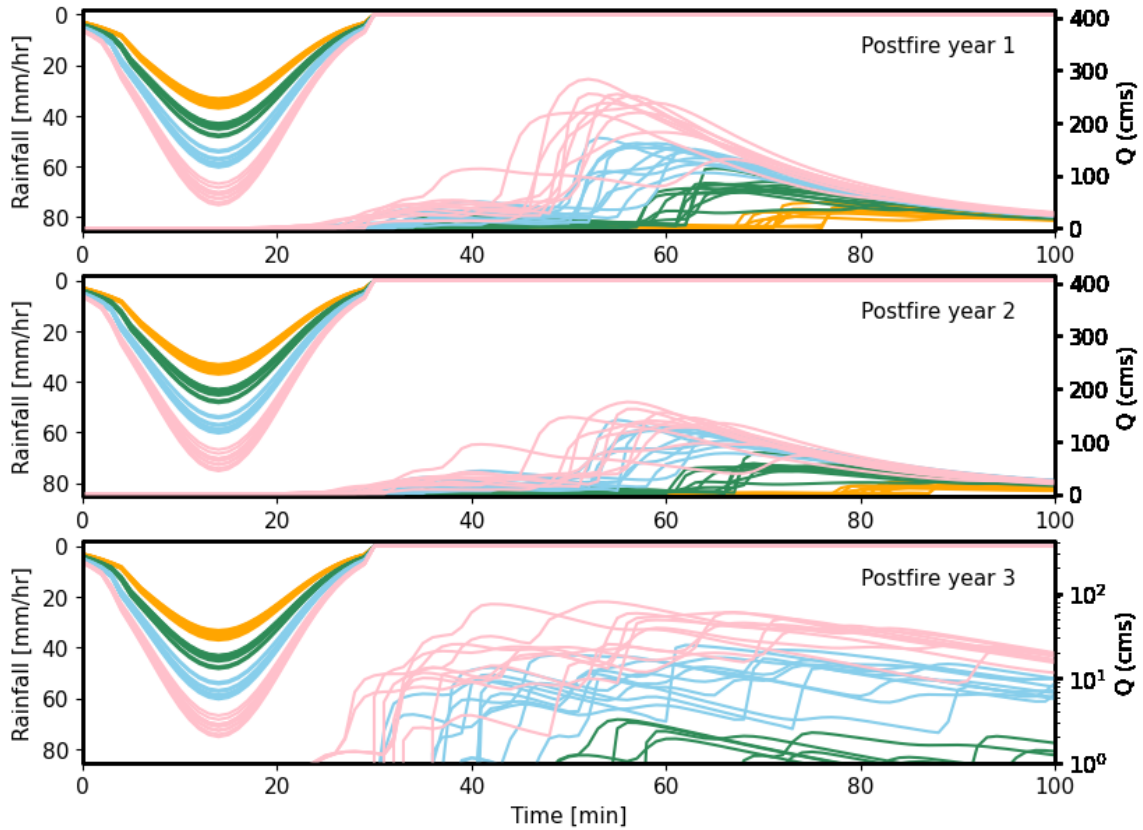 Postfire year 1
Rainfall [mm/hr]
0
20
40
60
80
400
300
200
100
0
Q (cms)
0 20 40 60 80 100
Postfire year 2
Rainfall [mm/hr]
0
20
40
60
80
400
300
200
100
0
Q (cms)
0 20 40 60 80 100
Postfire year 3
Rainfall [mm/hr]
0
20
40
60
80
10²
10¹
10⁰
Q (cms)
0 20 40 60 80 100
Time [min]